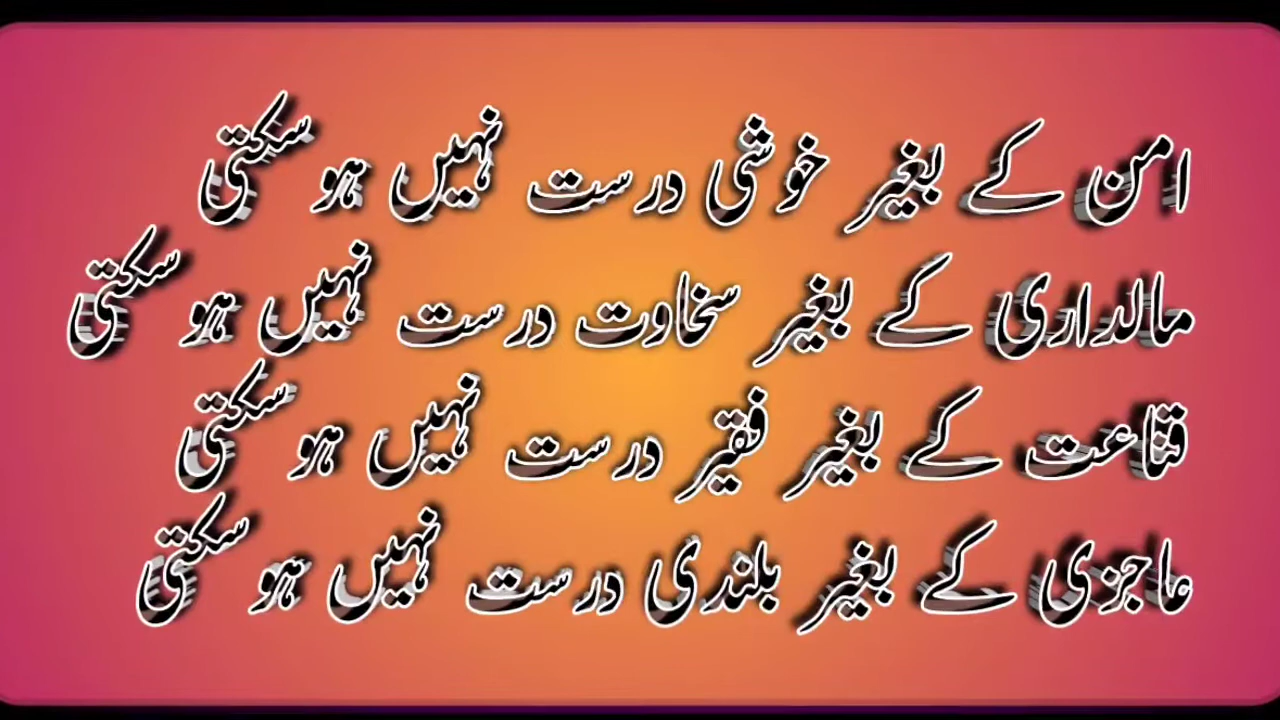 امن کے بغیر خوشی درست نہیں ہو سکتی
مالداری کے بغیر سخاوت درست نہیں ہو سکتی
قناعت کے بغیر فقیر درست نہیں ہو سکتی
عاجزی کے بغیر بلندی درست نہیں ہو سکتی